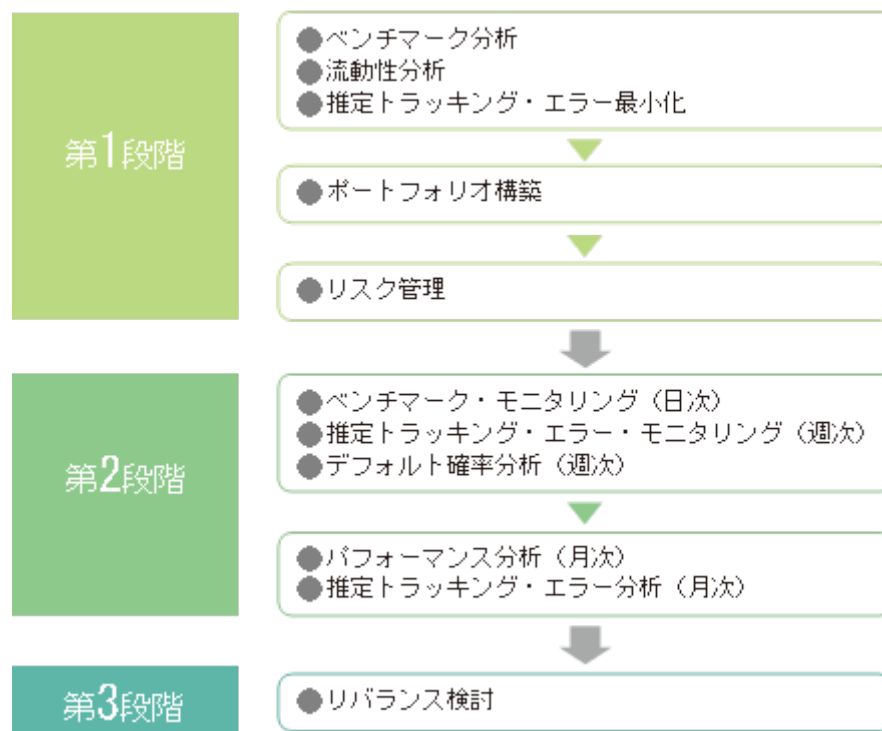 第1段階
●ベンチマーク分析
●流動性分析
●推定トラッキング・エラー最小化
●ポートフォリオ構築
●リスク管理
第2段階
●ベンチマーク・モニタリング（日次）
●推定トラッキング・エラー・モニタリング（週次）
●デフォルト確率分析（週次）
●パフォーマンス分析（月次）
●推定トラッキング・エラー分析（月次）
第3段階
●リバランス検討